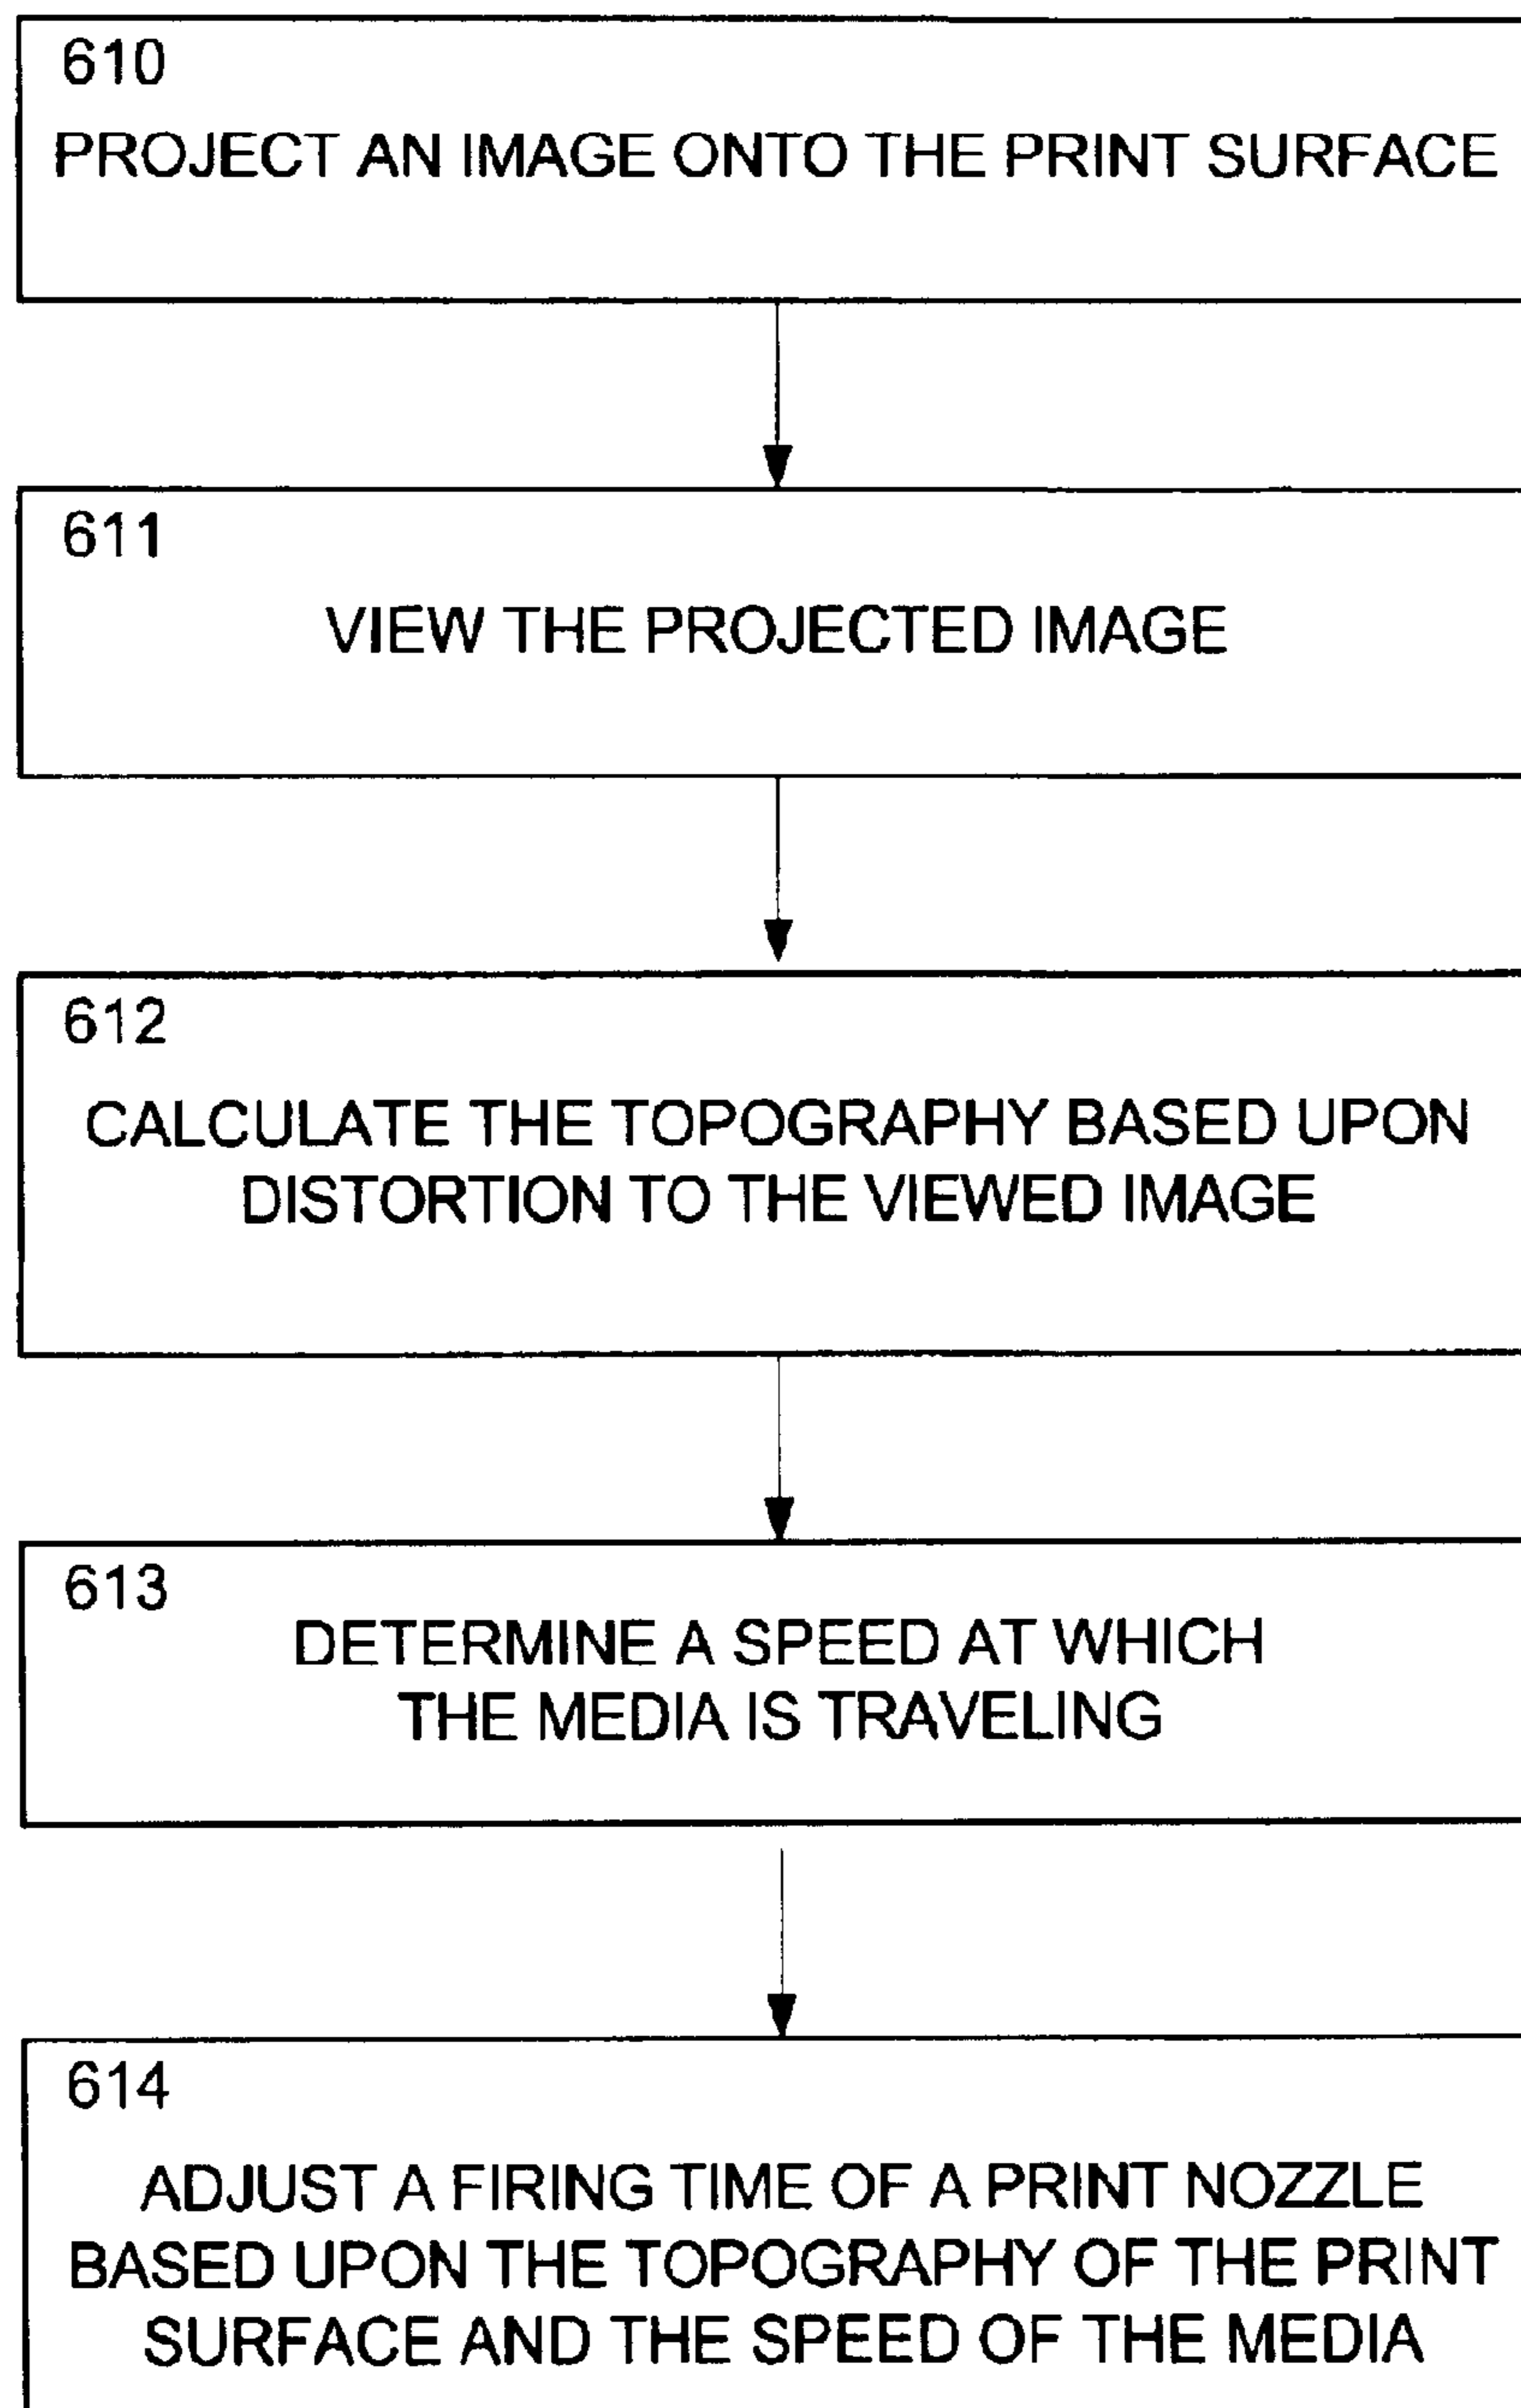 610
PROJECT AN IMAGE ONTO THE PRINT SURFACE
611
VIEW THE PROJECTED IMAGE
612
CALCULATE THE TOPOGRAPHY BASED UPON
DISTORTION TO THE VIEWED IMAGE
613
DETERMINE A SPEED AT WHICH
THE MEDIA IS TRAVELING
614
ADJUST A FIRING TIME OF A PRINT NOZZLE
BASED UPON THE TOPOGRAPHY OF THE PRINT
SURFACE AND THE SPEED OF THE MEDIA